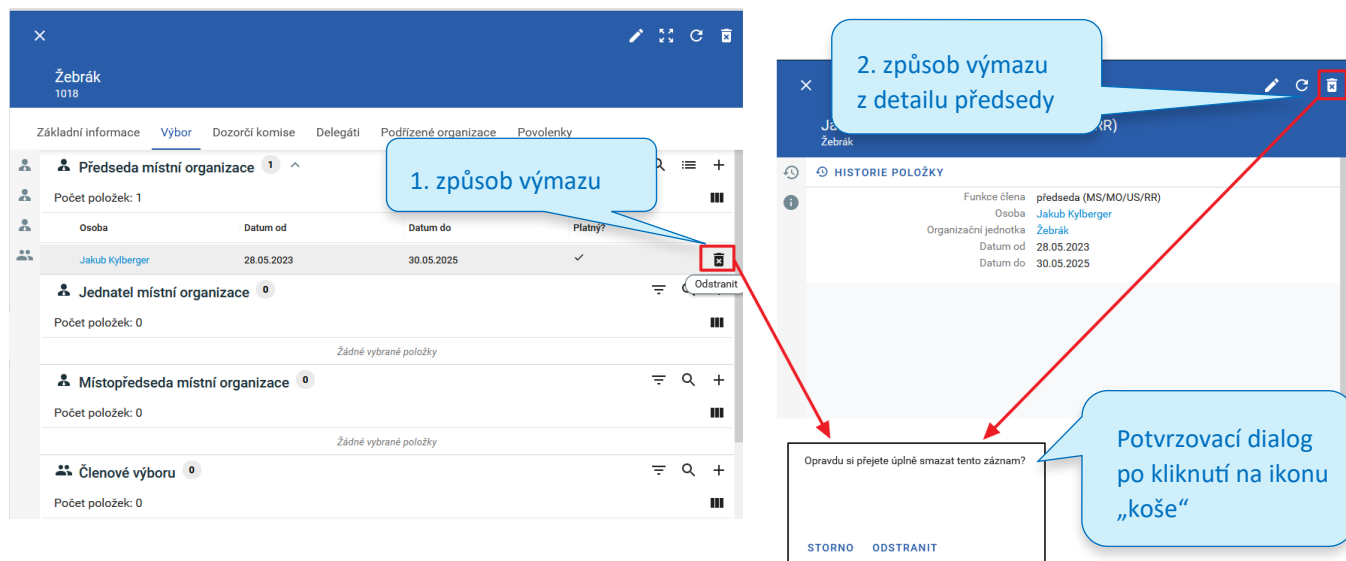 Žebrák
1018
Základní informace Výbor Dozorčí komise Delegáti Podřízené organizace Povolenky
1. způsob výmazu
Předseda místní organizace 1
Počet položek: 1
Osoba Datum od Datum do Platný?
Jakub Kylberger 28.05.2023 30.05.2025
Odstranit
Jednatel místní organizace 0
Počet položek: 0
Žádné vybrané položky
Místopředseda místní organizace 0
Počet položek: 0
Žádné vybrané položky
Členové výboru 0
Počet položek: 0
2. způsob výmazu
z detailu předsedy
Žebrák
HISTORIE POLOŽKY
Funkce člena předseda (MS/MO/US/RR)
Osoba Jakub Kylberger
Organizační jednotka Žebrák
Datum od 28.05.2023
Datum do 30.05.2025
Opravdu si přejete úplně smazat tento záznam?
STORNO ODSTRANIT
Potvrzovací dialog
po kliknutí na ikonu
„koše“